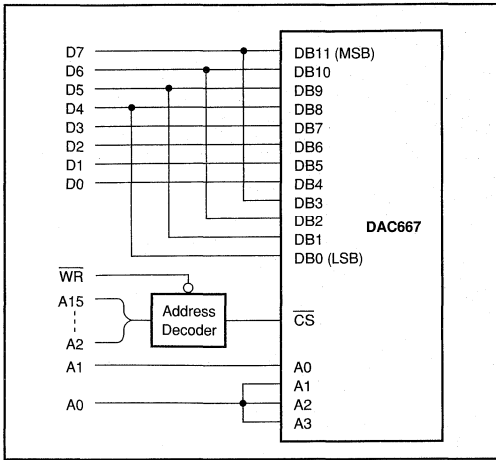 D7 DB11 (MSB)
D6 DB10
D5 DB9
D4 DB8
D3 DB7
D2 DB6
D1 DB5
D0 DB4
DB3
DB2 DAC667
DB1
DB0 (LSB)
WR
A15 Address
Decoder CS
A2
A1 A0
A1
A0 A2
A3